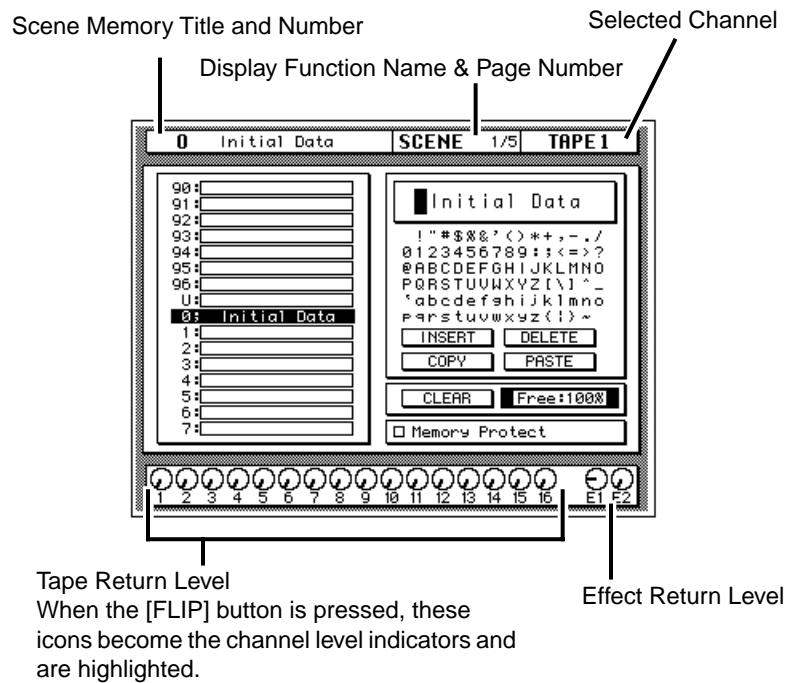 Scene Memory Title and Number
Selected Channel
Display Function Name & Page Number
0 Initial Data SCENE 1/5 TAPE 1
90:
91:
92:
93:
94:
95:
96:
U:
0; Initial Data
1:
2:
3:
4:
5:
6:
7:
Initial Data
!"#$%&'()*+,-./
0123456789:;<=>?
@ABCDEFGHIJKLMNO
PQRSTUVWXYZ[\]^_
`abcdefghijklmno
pqrstuvwxyz{|}~
INSERT DELETE
COPY PASTE
CLEAR Free:100%
Memory Protect
1 2 3 4 5 6 7 8 9 10 11 12 13 14 15 16 E1 E2
Tape Return Level
When the [FLIP] button is pressed, these
icons become the channel level indicators and
are highlighted.
Effect Return Level